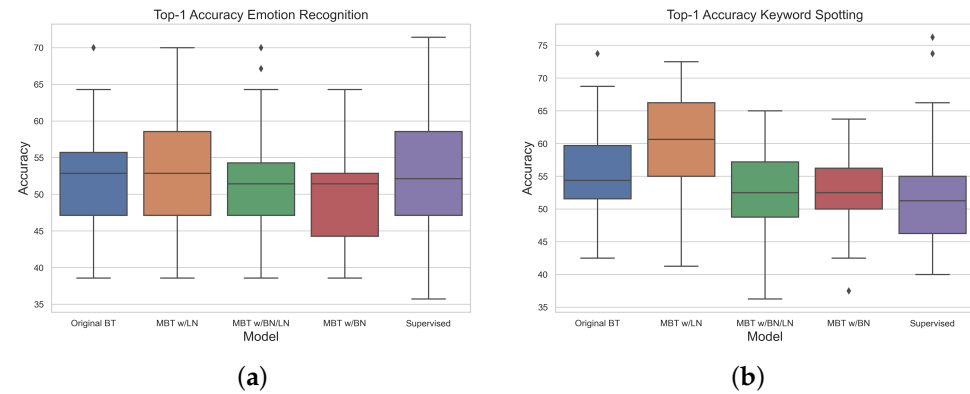 Top-1 Accuracy Emotion Recognition
Accuracy
70
65
60
55
50
45
40
35
Original BT
MBT w/LN
MBT w/BN/LN
MBT w/BN
Supervised
Model
(a)
Top-1 Accuracy Keyword Spotting
Accuracy
75
70
65
60
55
50
45
40
35
Original BT
MBT w/LN
MBT w/BN/LN
MBT w/BN
Supervised
Model
(b)